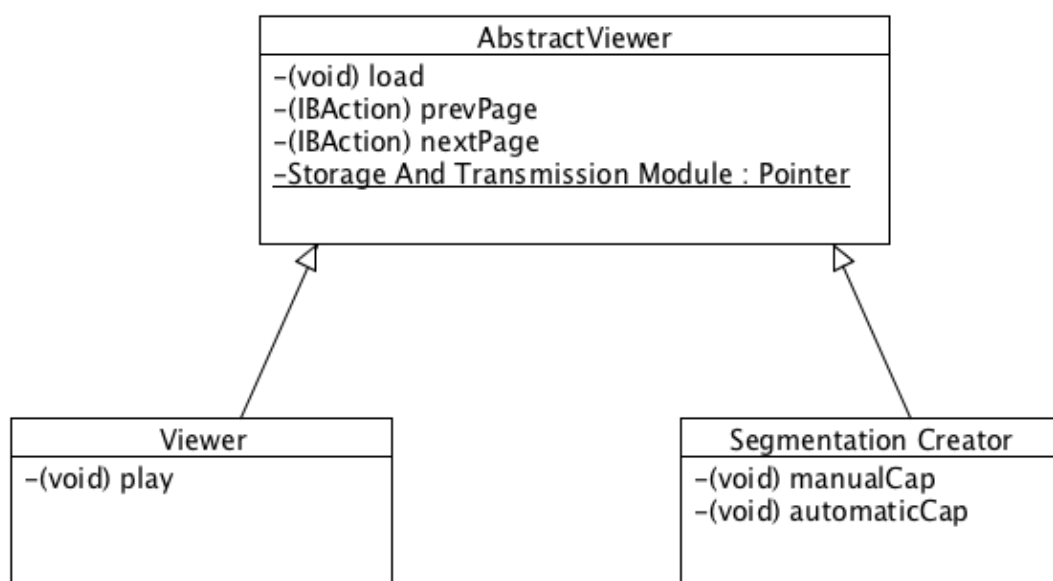 AbstractViewer
-(void) load
-(IBAction) prevPage
-(IBAction) nextPage
-Storage And Transmission Module : Pointer
Viewer
-(void) play
Segmentation Creator
-(void) manualCap
-(void) automaticCap